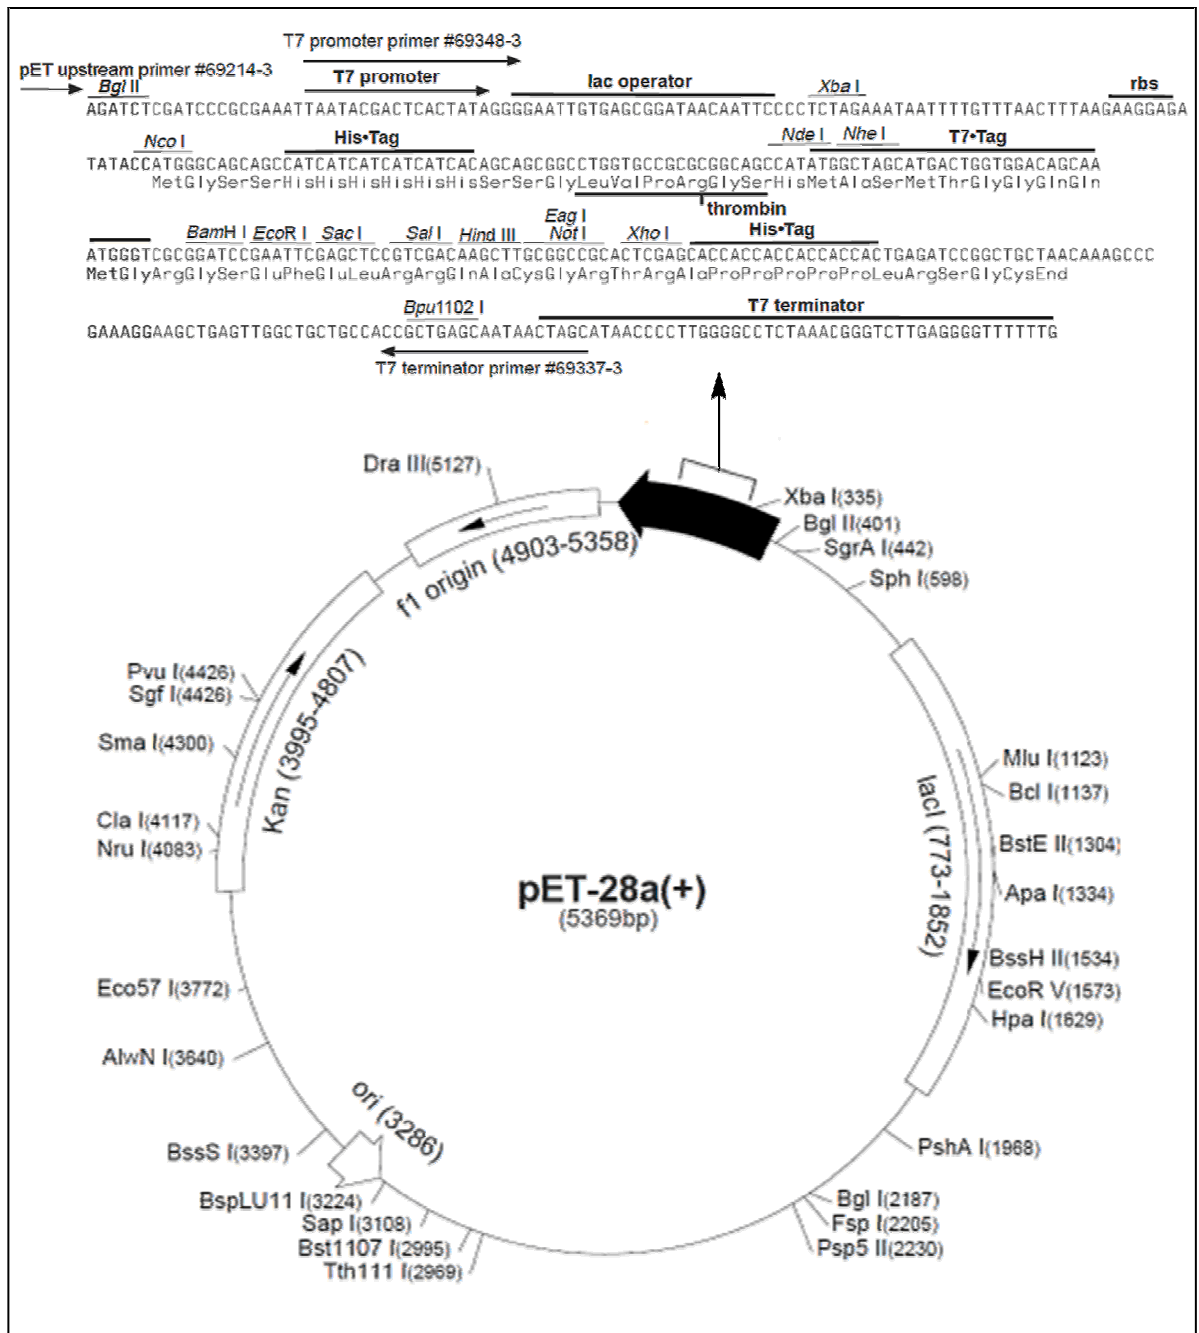 T7 promoter primer #69348-3
pET upstream primer #69214-3
Bgl II
T7 promoter
lac operator
Xba I
rbs
AGATCTCGATCCCGCGAAATTAATACGACTCACTATAGGGGAATTGTGAGCGGATAACAATTCCCCTCTAGAAATAATTTTGTTTAACTTTAAGAAGGAGA
Nco I
His•Tag
Nde I
Nhe I
T7•Tag
TATACCATGGGCAGCAGCCATCATCATCATCATCACAGCAGCGGCCTGGTGCCGCGCGGCAGCCATATGGCTAGCATGACTGGTGGACAGCAA
MetGlySerSerHisHisHisHisHisHisSerSerGlyLeuValProArgGlySerHisMetAlaSerMetThrGlyGlyGlnGln
thrombin
BamH I
EcoR I
Sac I
Sal I
Hind III
Eag I
Not I
Xho I
His•Tag
ATGGGTCGCGGATCCGAATTCGAGCTCCGTCGACAAGCTTGCGGCCGCACTCGAGCACCACCACCACCACCACTGAGATCCGGCTGCTAACAAAGCCC
MetGlyArgGlySerGluPheGluLeuArgArgGlnAlaCysGlyArgThrArgAlaProProProProProLeuArgSerGlyCysEnd
Bpu1102 I
T7 terminator
GAAAGGAAGCTGAGTTGGCTGCTGCCACCGCTGAGCAATAACTAGCATAACCCCTTGGGGCCTCTAAACGGGTCTTGAGGGGTTTTTTG
T7 terminator primer #69337-3
Dra III(5127)
Xba I(335)
Bgl II(401)
SgrA I(442)
Sph I(598)
f1 origin (4903-5358)
Pvu I(4426)
Sgf I(4426)
Sma I(4300)
Kan (3995-4807)
Cla I(4117)
Nru I(4083)
Mlu I(1123)
Bcl I(1137)
BstE II(1304)
Apa I(1334)
lacI (773-1852)
pET-28a(+)
(5369bp)
BssH II(1534)
EcoR V(1573)
Hpa I(1629)
Eco57 I(3772)
AlwN I(3640)
ori (3286)
BssS I(3397)
PshA I(1968)
BspLU11 I(3224)
Sap I(3108)
Bst1107 I(2995)
Tth111 I(2969)
Bgl I(2187)
Fsp I(2205)
Psp5 II(2230)